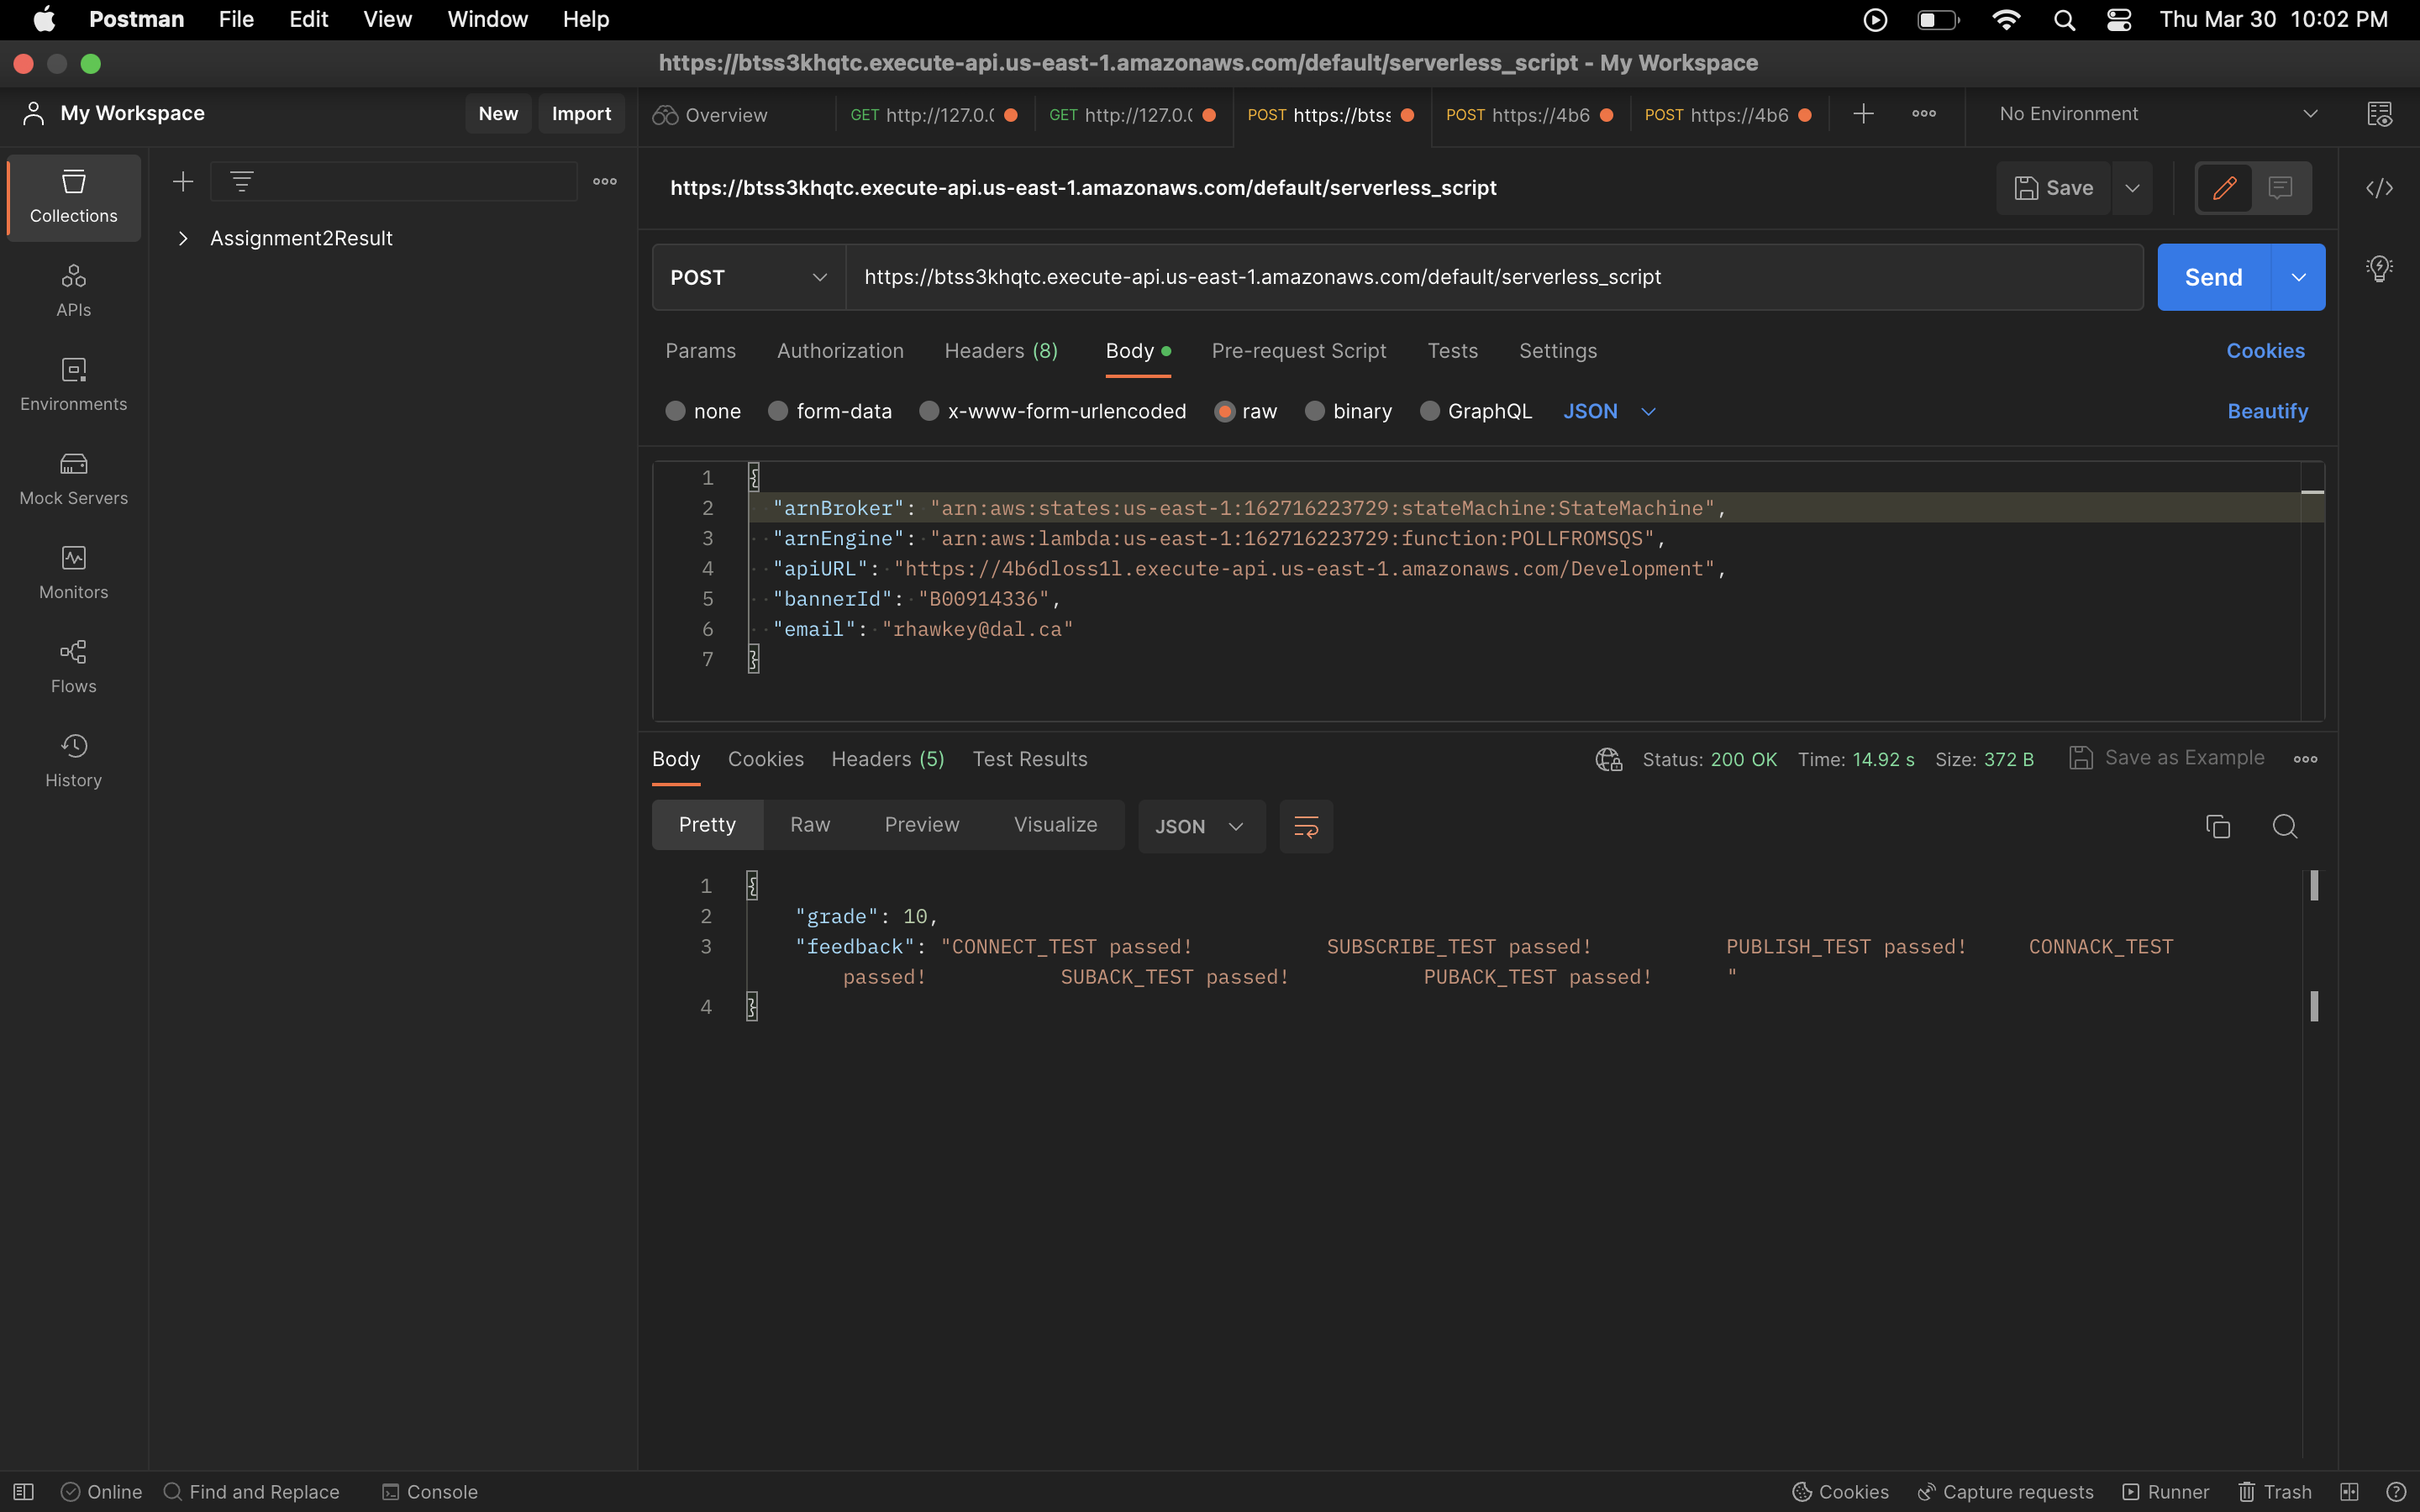 Postman File Edit View Window Help Thu Mar 30 10:02 PM
https://btss3khqtc.execute-api.us-east-1.amazonaws.com/default/serverless_script - My Workspace
My Workspace New Import Overview GET http://127.0.( GET http://127.0.( POST https://btss POST https://4b6 POST https://4b6 No Environment
Collections
APIs
Environments
Mock Servers
Monitors
Flows
History
Assignment2Result
https://btss3khqtc.execute-api.us-east-1.amazonaws.com/default/serverless_script Save
POST https://btss3khqtc.execute-api.us-east-1.amazonaws.com/default/serverless_script Send
Params Authorization Headers (8) Body Pre-request Script Tests Settings Cookies
none form-data x-www-form-urlencoded raw binary GraphQL JSON Beautify
1 {
2 "arnBroker": "arn:aws:states:us-east-1:162716223729:stateMachine:StateMachine",
3 "arnEngine": "arn:aws:lambda:us-east-1:162716223729:function:POLLFROMSQS",
4 "apiURL": "https://4b6dloss1l.execute-api.us-east-1.amazonaws.com/Development",
5 "bannerId": "B00914336",
6 "email": "rhawkey@dal.ca"
7 }
Body Cookies Headers (5) Test Results Status: 200 OK Time: 14.92 s Size: 372 B Save as Example
Pretty Raw Preview Visualize JSON
1 {
2 "grade": 10,
3 "feedback": "CONNECT_TEST passed! SUBSCRIBE_TEST passed! PUBLISH_TEST passed! CONNACK_TEST
passed! SUBACK_TEST passed! PUBACK_TEST passed! "
4 }
Online Find and Replace Console Cookies Capture requests Runner Trash